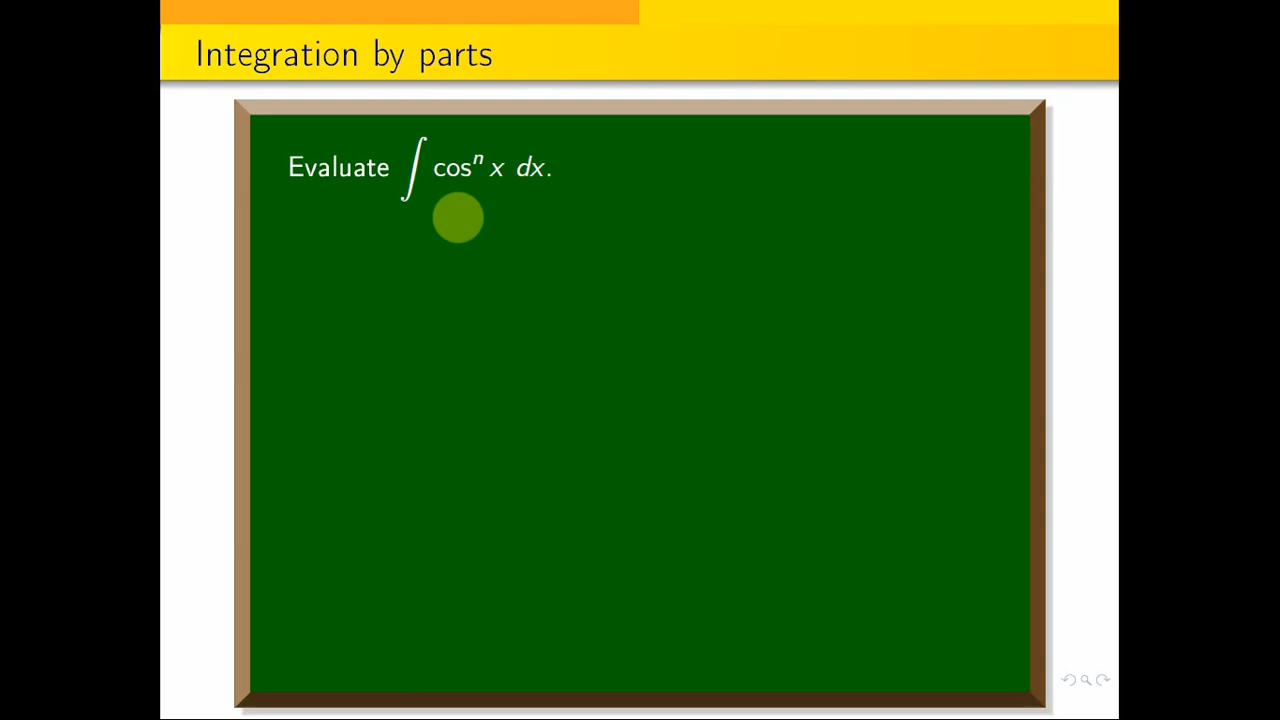 Integration by parts
Evaluate ∫ cosⁿ x dx.